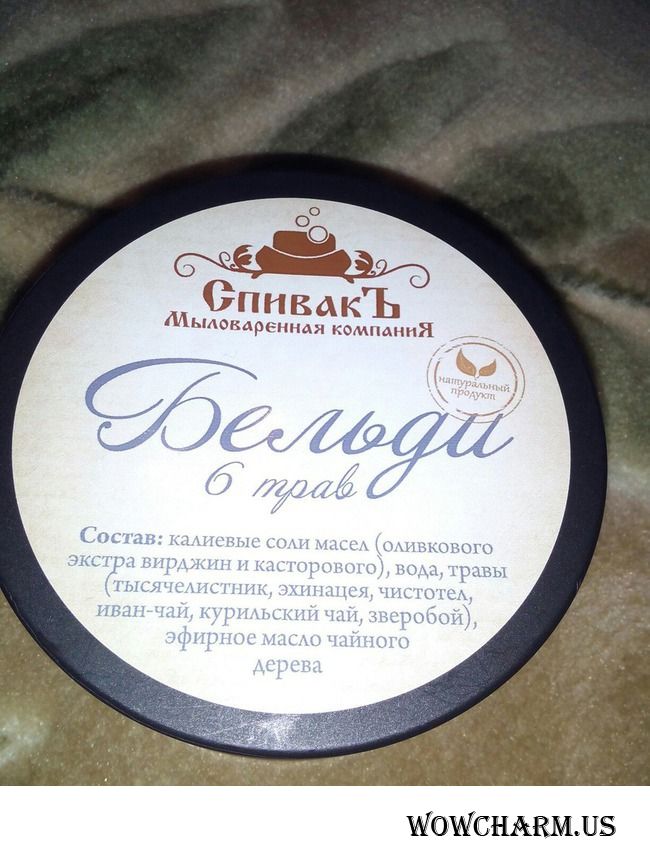 СпивакЪ
Мыловаренная компаниЯ
натуральный
продукт
Бельди
6 трав
Состав: калиевые соли масел (оливкового
экстра вирджин и касторового), вода, травы
(тысячелистник, эхинацея, чистотел,
иван-чай, курильский чай, зверобой),
эфирное масло чайного
дерева
WOWCHARM.US